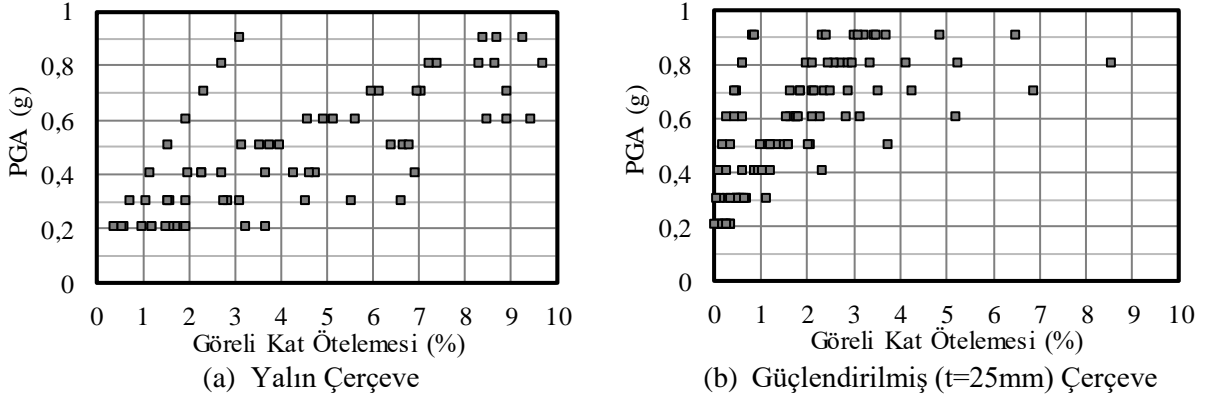 1
0,8
0,6
0,4
0,2
0
PGA (g)
0 1 2 3 4 5 6 7 8 9 10
Göreli Kat Ötelemesi (%)
(a) Yalın Çerçeve
1
0,8
0,6
0,4
0,2
0
PGA (g)
0 1 2 3 4 5 6 7 8 9 10
Göreli Kat Ötelemesi (%)
(b) Güçlendirilmiş (t=25mm) Çerçeve